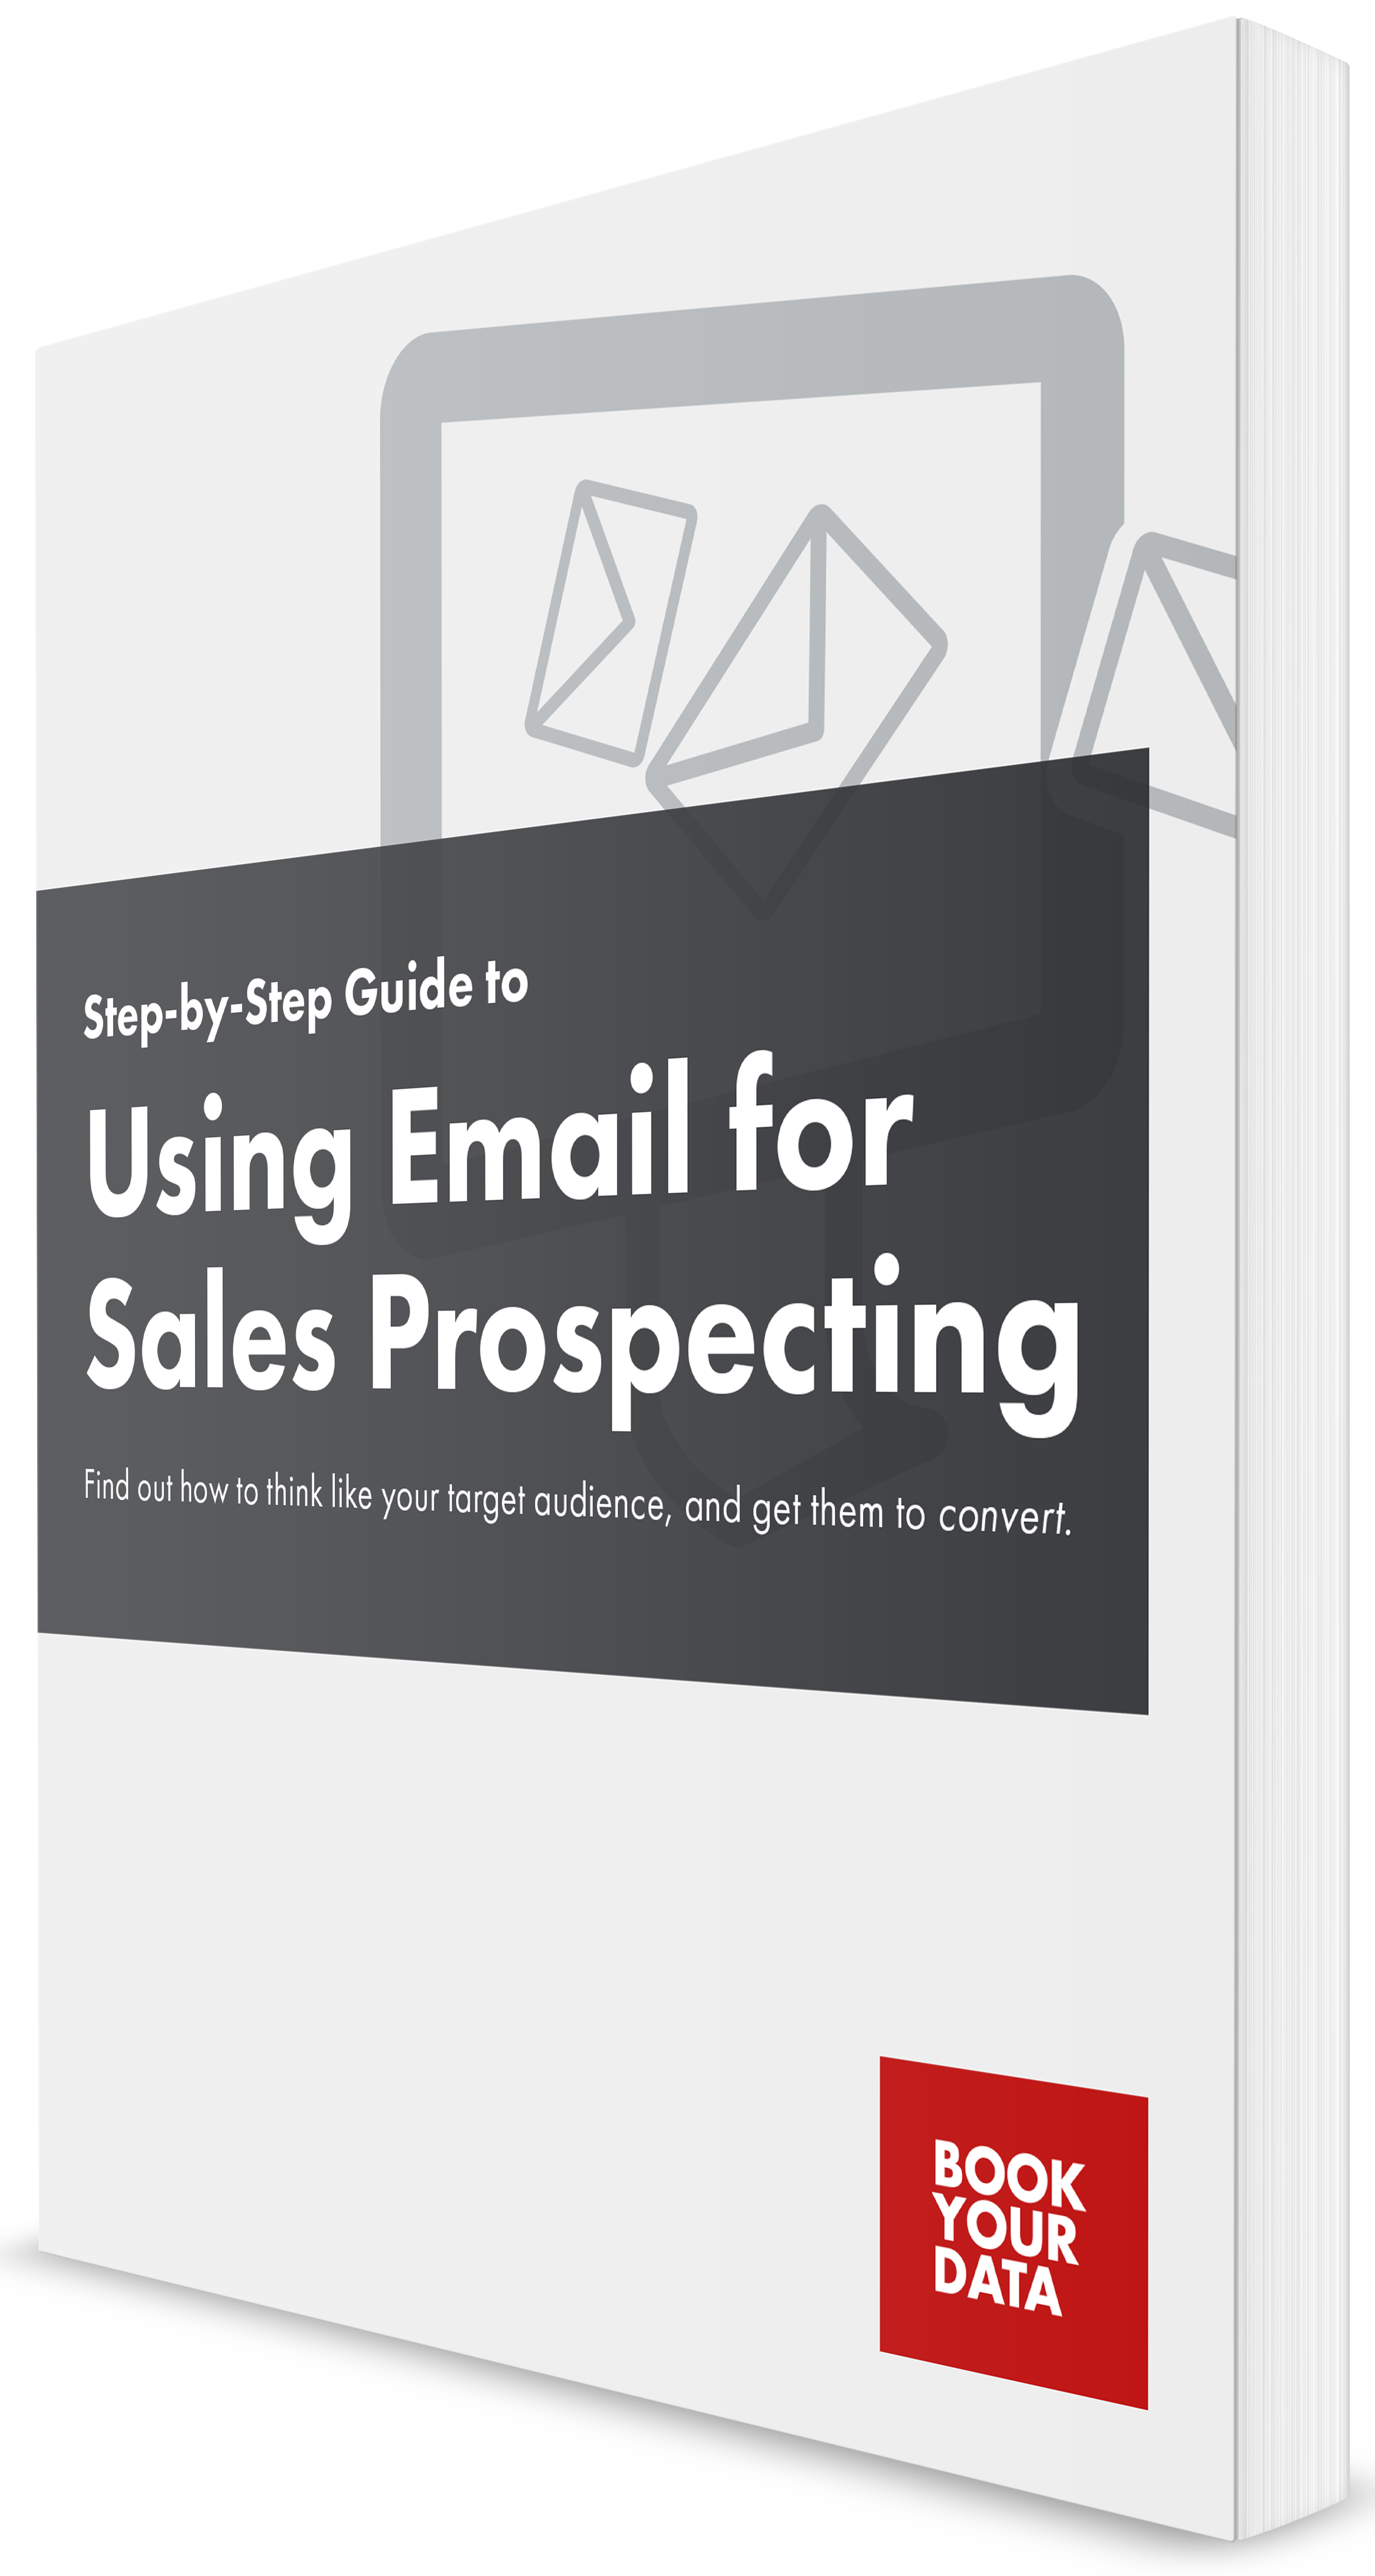 Step-by-Step Guide to
Using Email for
Sales Prospecting
Find out how to think like your target audience, and get them to convert.
BOOK
YOUR
DATA